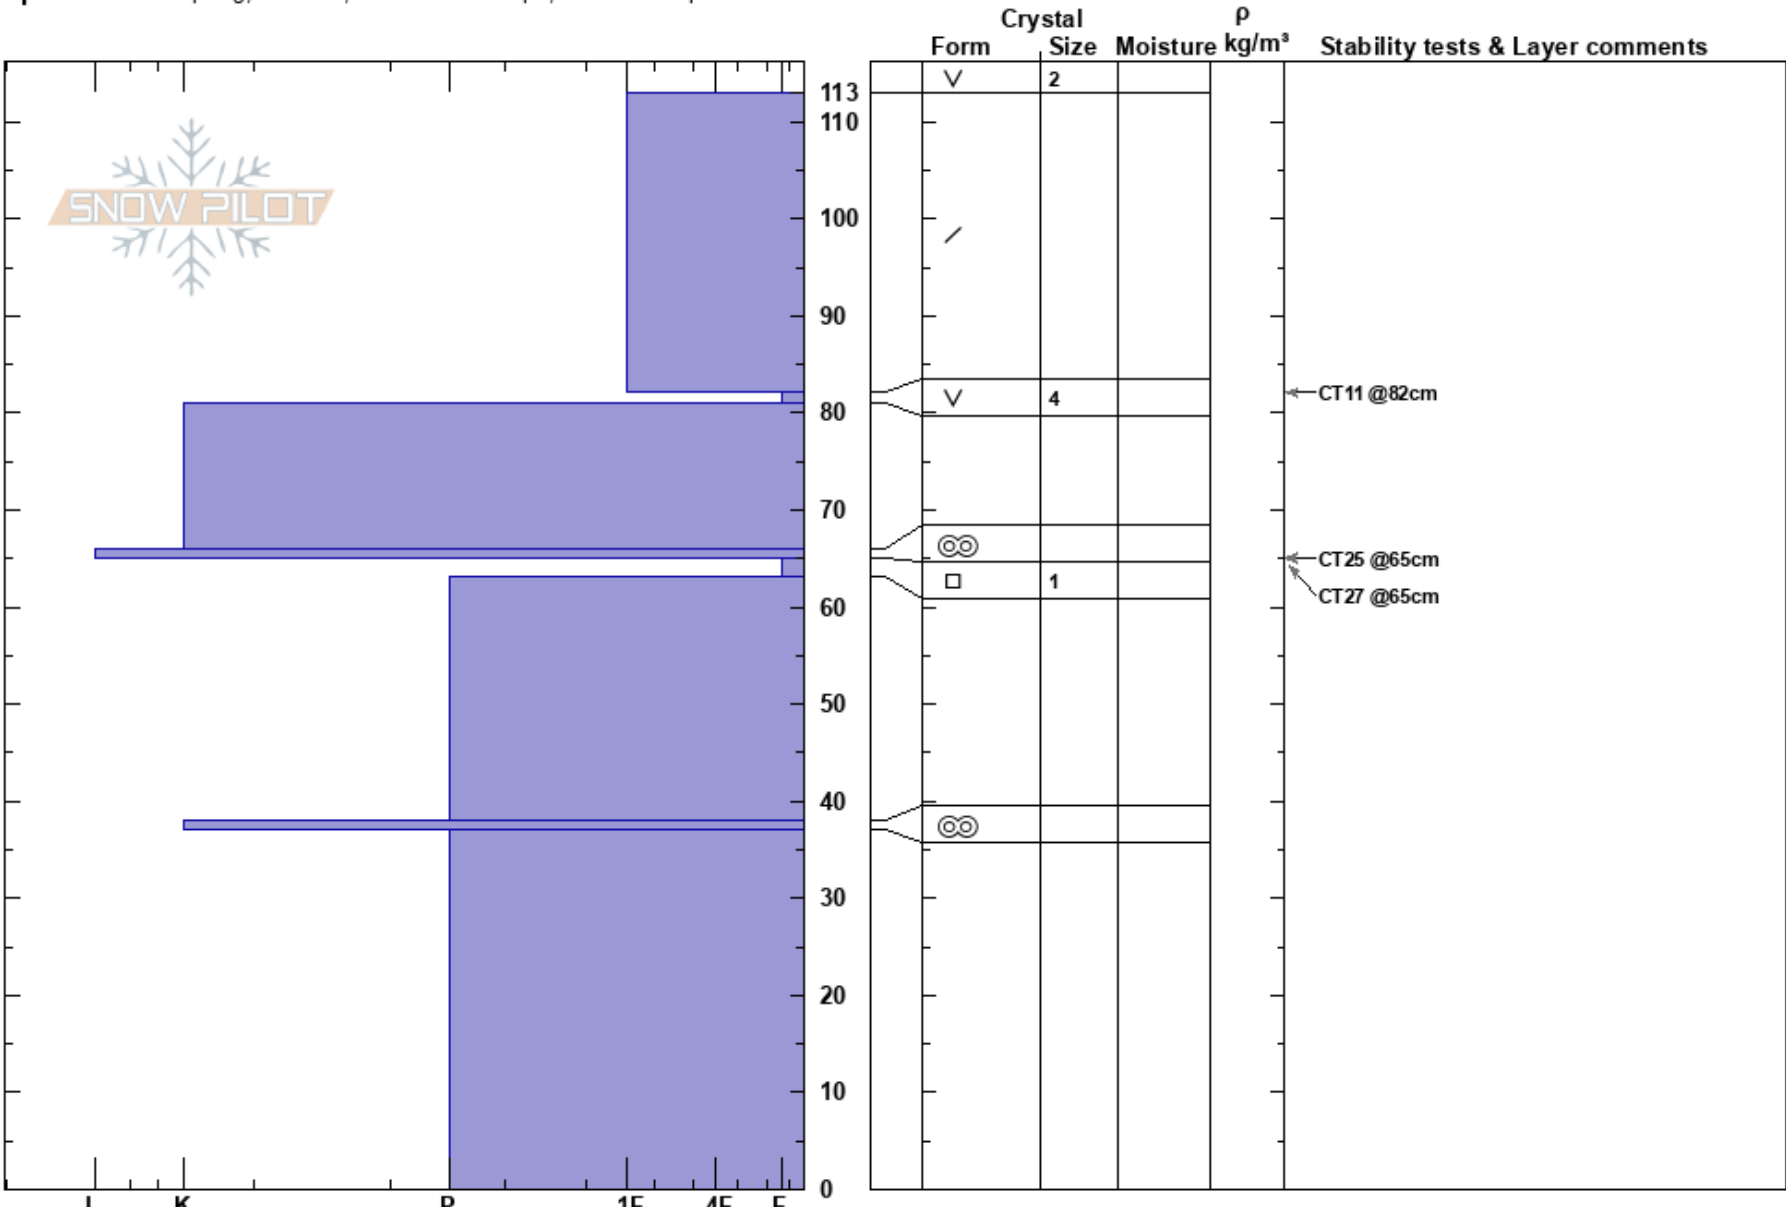 Crystal ρ
Form Size Moisture kg/m³ Stability tests & Layer comments
V 2
113
110
SNOW PILOT
100
90
CT11 @82cm
V 4
80
70
CT25 @65cm
1
CT27 @65cm
60
50
40
30
20
10
0
I K P 1F 4F F